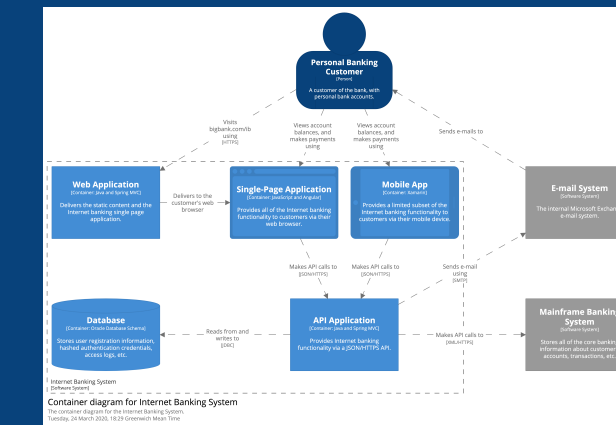 Personal Banking
Customer
[Person]
A customer of the bank, with
personal bank accounts.
Visits
bigbank.com/ib
using
[HTTPS]
Views account
balances, and
makes payments
using
Views account
balances, and
makes payments
using
Sends e-mails to
Web Application
[Container: Java and Spring MVC]
Delivers the static content and the
Internet banking single page
application.
Delivers to the
customer's web
browser
Single-Page Application
[Container: JavaScript and Angular]
Provides all of the Internet banking
functionality to customers via their
web browser.
Mobile App
[Container: Xamarin]
Provides a limited subset of the
Internet banking functionality to
customers via their mobile device.
E-mail System
[Software System]
The internal Microsoft Exchan
e-mail system.
Makes API calls to
[JSON/HTTPS]
Makes API calls to
[JSON/HTTPS]
Sends e-mail
using
[SMTP]
Database
[Container: Oracle Database Schema]
Stores user registration information,
hashed authentication credentials,
access logs, etc.
Reads from and
writes to
[JDBC]
API Application
[Container: Java and Spring MVC]
Provides Internet banking
functionality via a JSON/HTTPS API.
Makes API calls to
[XML/HTTPS]
Mainframe Banking
System
[Software System]
Stores all of the core banking
information about customer
accounts, transactions, etc.
Internet Banking System
[Software System]
Container diagram for Internet Banking System
The container diagram for the Internet Banking System.
Tuesday, 24 March 2020, 18:29 Greenwich Mean Time